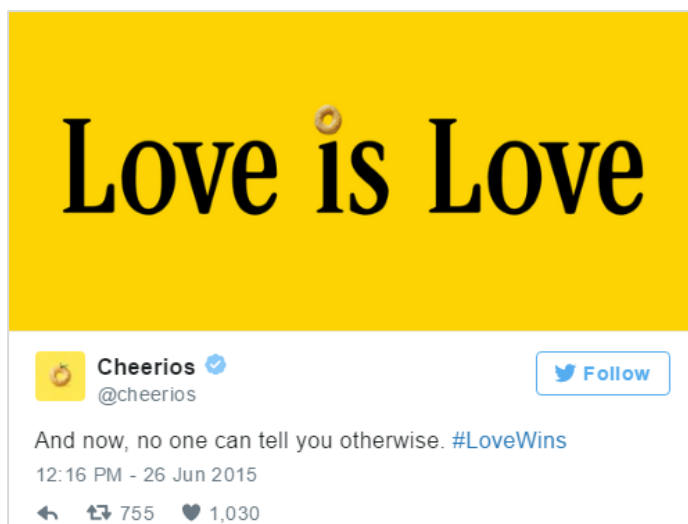 Love is Love
Cheerios
Follow
@cheerios
And now, no one can tell you otherwise. #LoveWins
12:16 PM - 26 Jun 2015
755 1,030